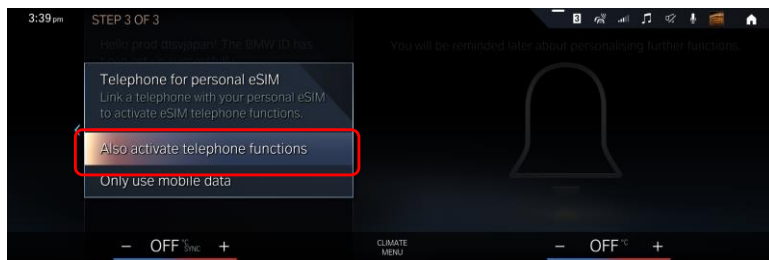 3:39 pm
STEP 3 OF 3
3
Hello prod dtavjapan! The BMW ID has
You will be reminded later about personalising further functions.
Telephone for personal eSIM
Link a telephone with your personal eSIM
to activate eSIM telephone functions.
Also activate telephone functions
Only use mobile data
- OFF °C SYNC +
CLIMATE
MENU
- OFF °C +